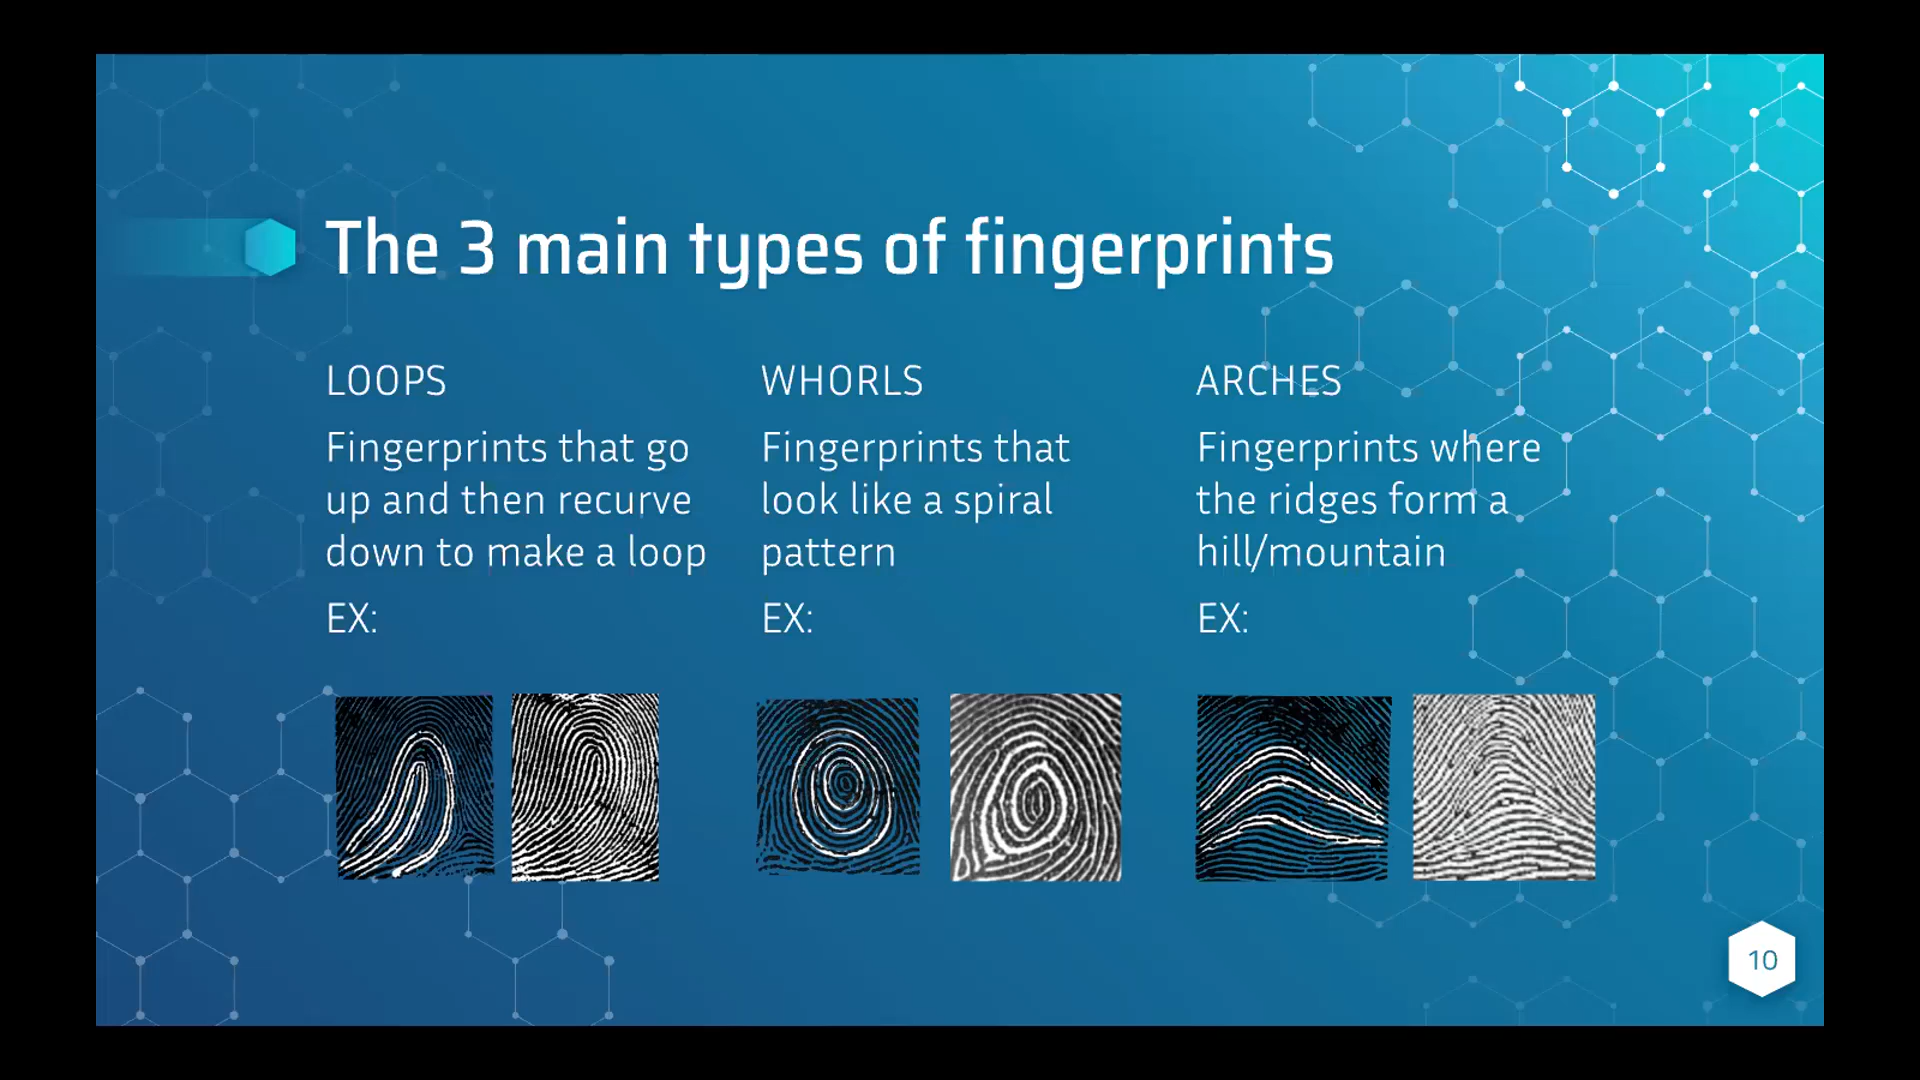 The 3 main types of fingerprints
LOOPS
Fingerprints that go
up and then recurve
down to make a loop
EX:
WHORLS
Fingerprints that
look like a spiral
pattern
EX:
ARCHES
Fingerprints where
the ridges form a
hill/mountain
EX:
10